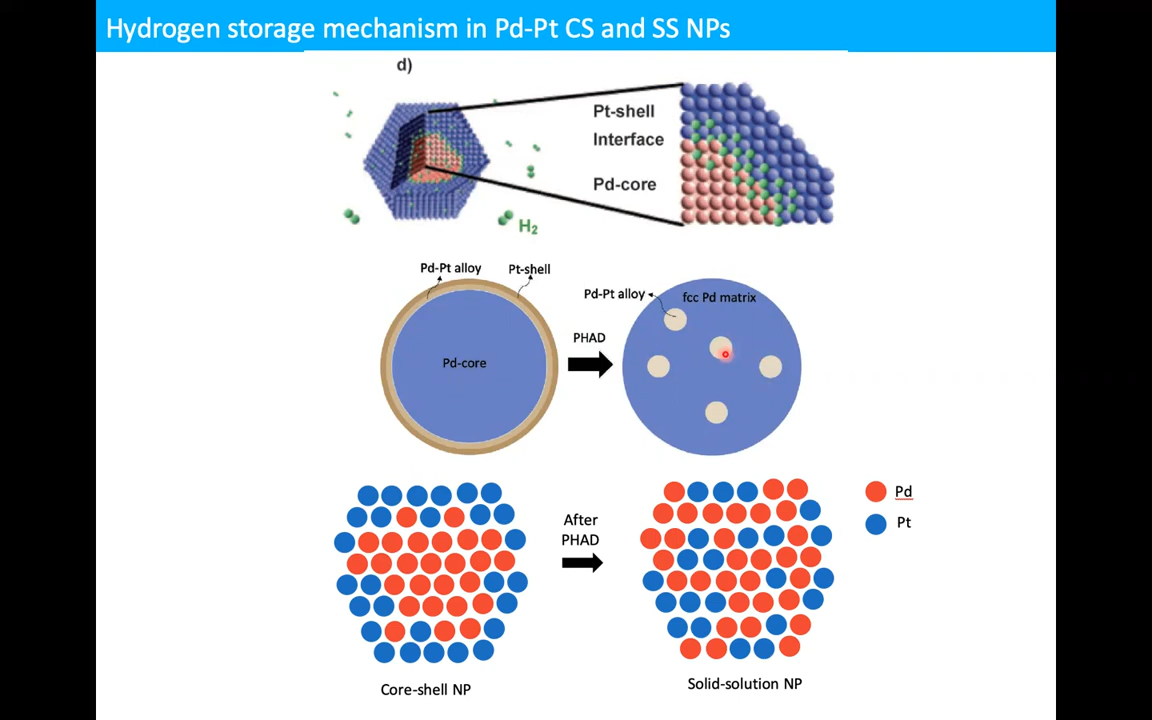 Hydrogen storage mechanism in Pd-Pt CS and SS NPs
d)
Pt-shell
Interface
Pd-core
H₂
Pd-Pt alloy
Pt-shell
Pd-core
PHAD
Pd-Pt alloy
fcc Pd matrix
After
PHAD
Pd
Pt
Core-shell NP
Solid-solution NP